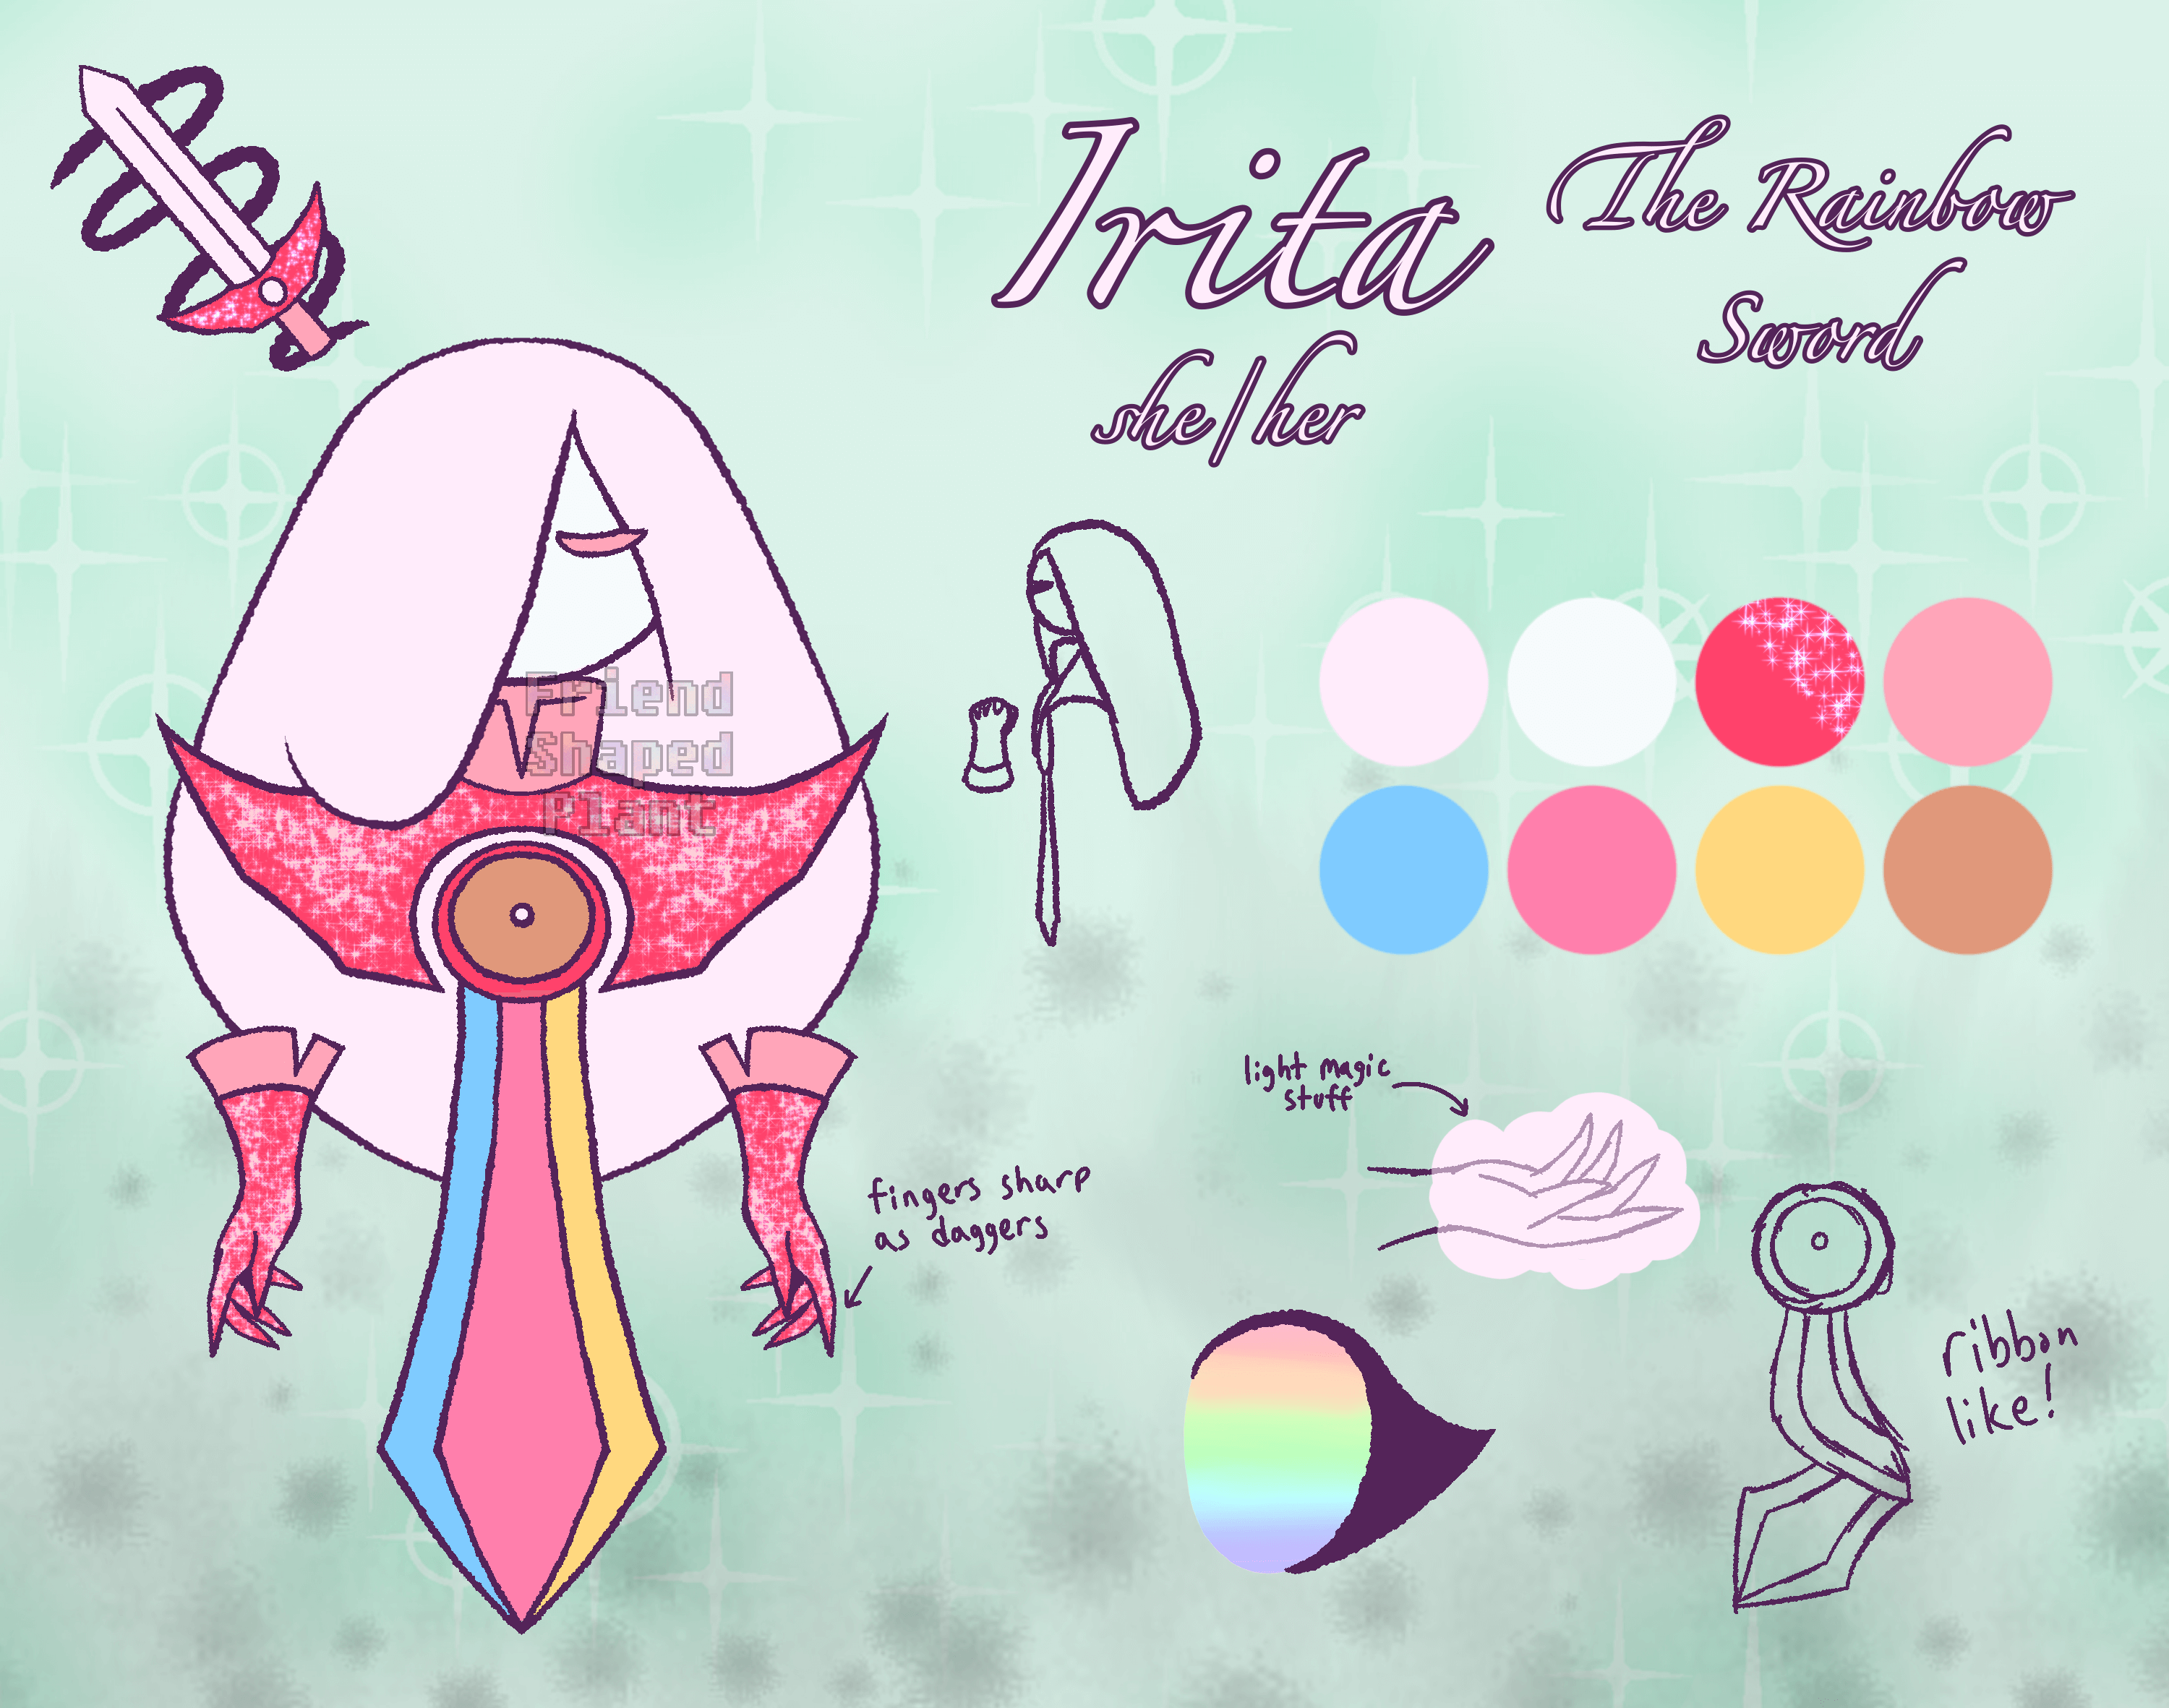 Irita
she/her
The Rainbow
Sword
Friend
Shaped
Plant
light magic
stuff
fingers sharp
as daggers
ribbon
like!